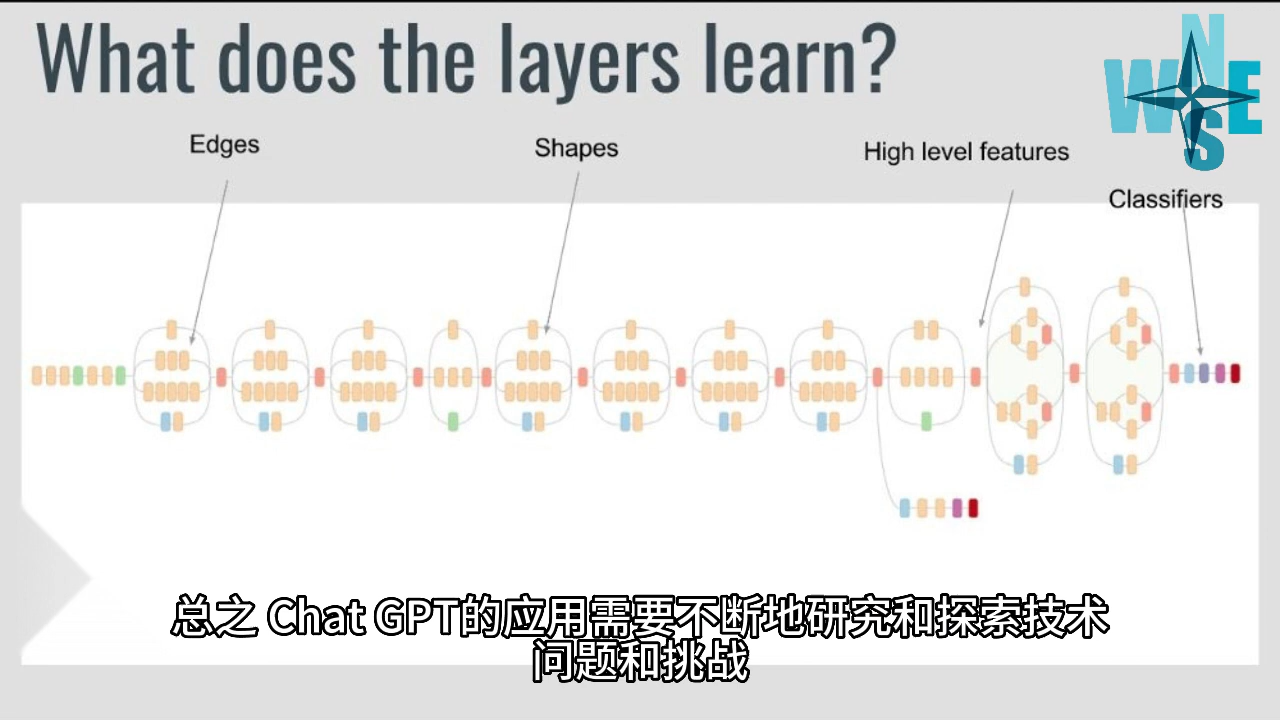 What does the layers learn?
N
W E
S
Edges
Shapes
High level features
Classifiers
总之 Chat GPT的应用需要不断地研究和探索技术
问题和挑战